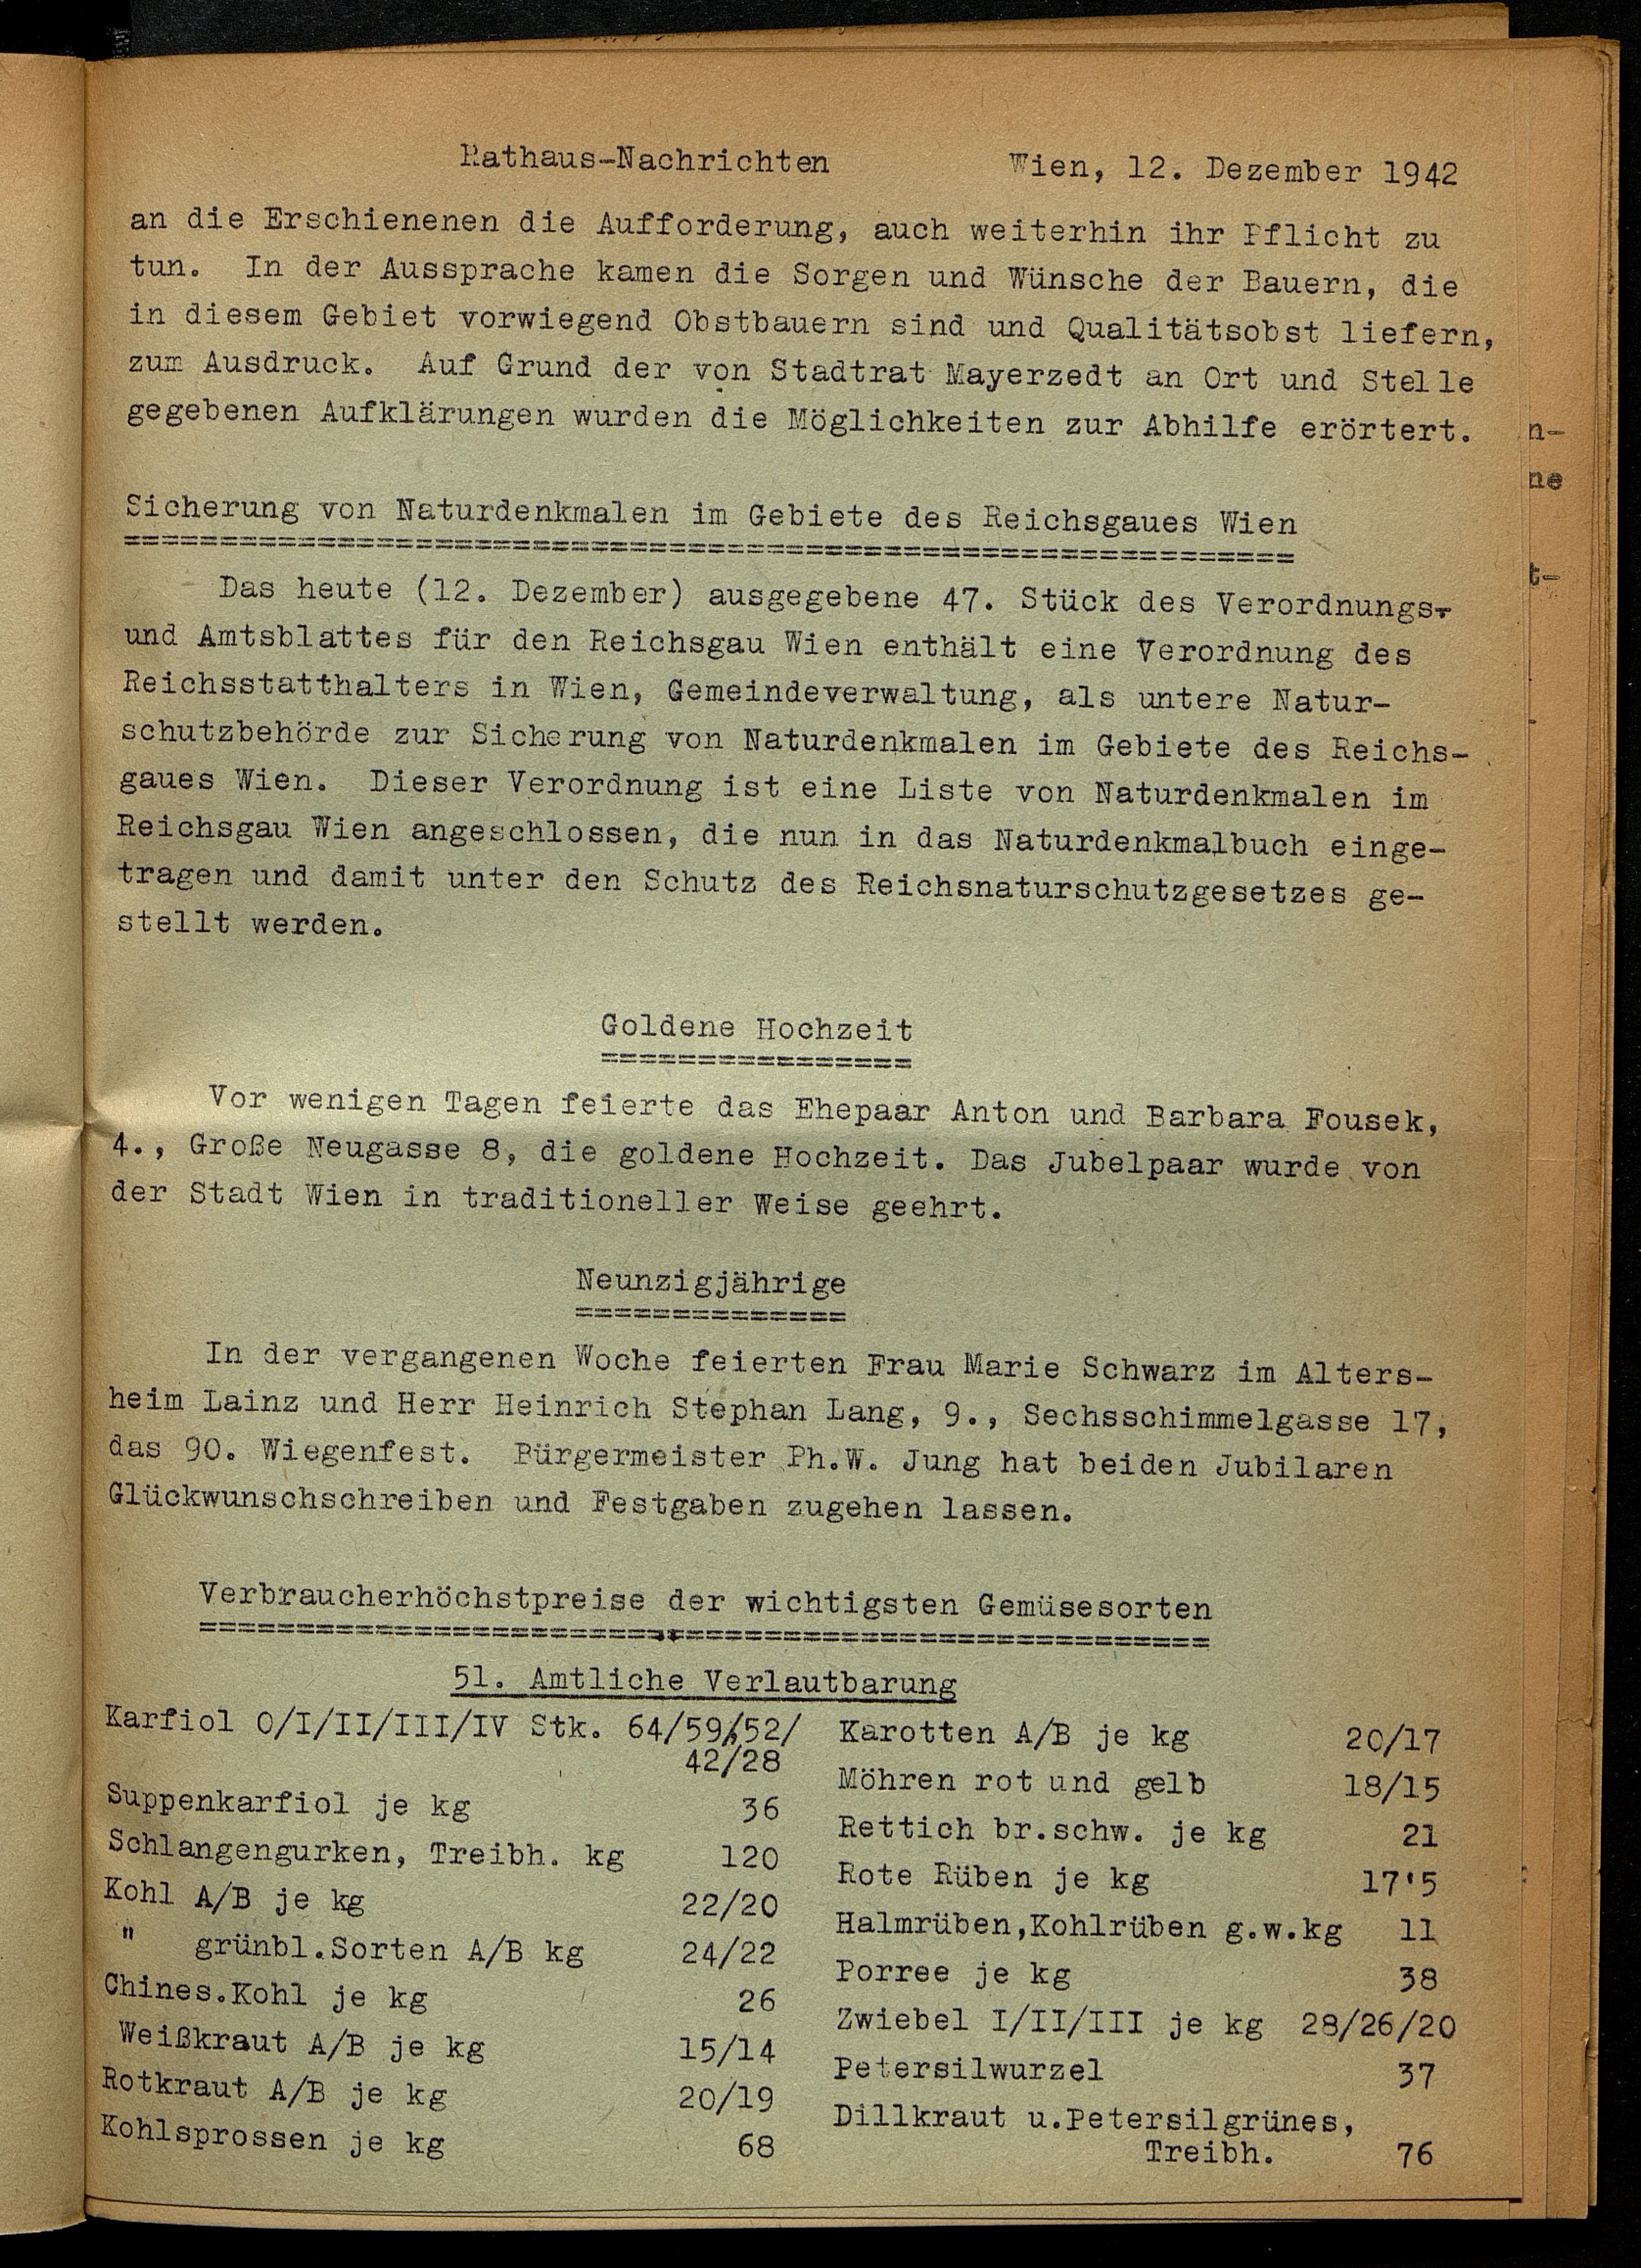 Rathaus-Nachrichten Wien, 12. Dezember 1942
an die Erschienenen die Aufforderung, auch weiterhin ihr Pflicht zu
tun. In der Aussprache kamen die Sorgen und Wünsche der Bauern, die
in diesem Gebiet vorwiegend Obstbauern sind und Qualitätsobst liefern,
zum Ausdruck. Auf Grund der von Stadtrat Mayerzedt an Ort und Stelle
gegebenen Aufklärungen wurden die Möglichkeiten zur Abhilfe erörtert.
Sicherung von Naturdenkmalen im Gebiete des Reichsgaues Wien
Das heute (12. Dezember) ausgegebene 47. Stück des Verordnungs-
und Amtsblattes für den Reichsgau Wien enthält eine Verordnung des
Reichsstatthalters in Wien, Gemeindeverwaltung, als untere Natur-
schutzbehörde zur Sicherung von Naturdenkmalen im Gebiete des Reichs-
gaues Wien. Dieser Verordnung ist eine Liste von Naturdenkmalen im
Reichsgau Wien angeschlossen, die nun in das Naturdenkmalbuch einge-
tragen und damit unter den Schutz des Reichsnaturschutzgesetzes ge-
stellt werden.
Goldene Hochzeit
Vor wenigen Tagen feierte das Ehepaar Anton und Barbara Fousek,
4., Große Neugasse 8, die goldene Hochzeit. Das Jubelpaar wurde von
der Stadt Wien in traditioneller Weise geehrt.
Neunzigjährige
In der vergangenen Woche feierten Frau Marie Schwarz im Alters-
heim Lainz und Herr Heinrich Stephan Lang, 9., Sechsschimmelgasse 17,
das 90. Wiegenfest. Bürgermeister Ph.W. Jung hat beiden Jubilaren
Glückwunschschreiben und Festgaben zugehen lassen.
Verbraucherhöchstpreise der wichtigsten Gemüsesorten
51. Amtliche Verlautbarung
Karfiol 0/I/II/III/IV Stk. 64/59/52/
42/28
Suppenkarfiol je kg 36
Schlangengurken, Treibh. kg 120
Kohl A/B je kg 22/20
" grünbl.Sorten A/B kg 24/22
Chines.Kohl je kg 26
Weißkraut A/B je kg 15/14
Rotkraut A/B je kg 20/19
Kohlsprossen je kg 68
Karotten A/B je kg 20/17
Möhren rot und gelb 18/15
Rettich br.schw. je kg 21
Rote Rüben je kg 17'5
Halmrüben,Kohlrüben g.w.kg 11
Porree je kg 38
Zwiebel I/II/III je kg 28/26/20
Petersilwurzel 37
Dillkraut u.Petersilgrünes,
Treibh. 76
n-
ne
t-